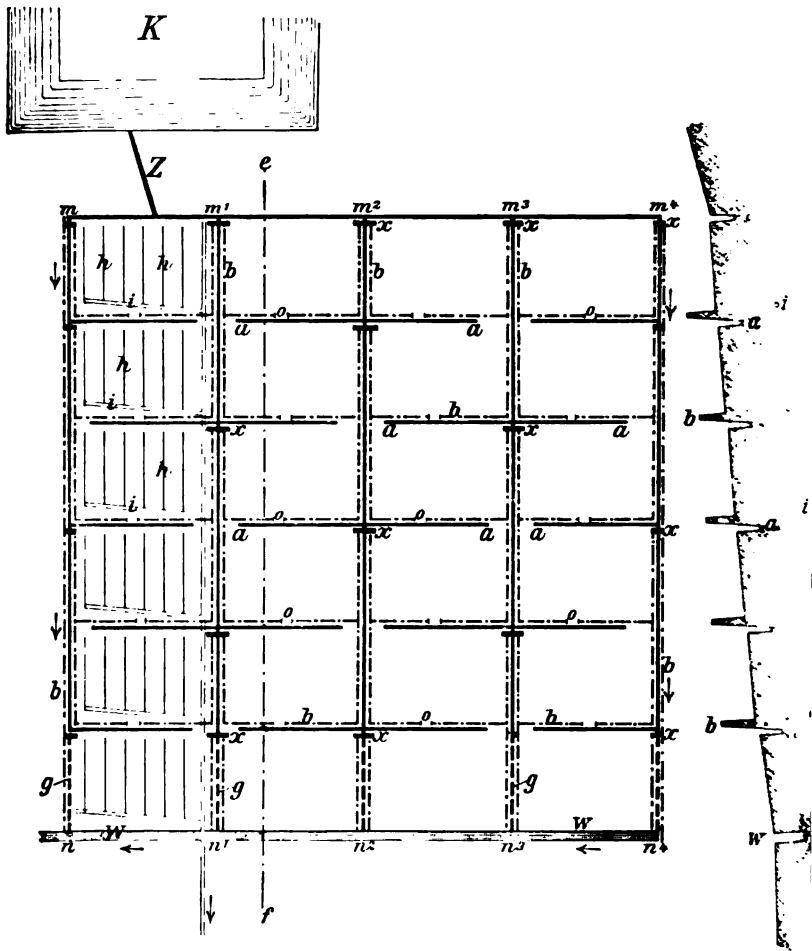 K
Z
e
m m¹ m² m³ m⁴
x x x x
h h b b b
i o o i
a a a
h
i b b
x a x a
h
i o o i
a x a a x a
o o
b b
b o b b
x x x
g g g
W W W
n n¹ n² n³ n⁴
f